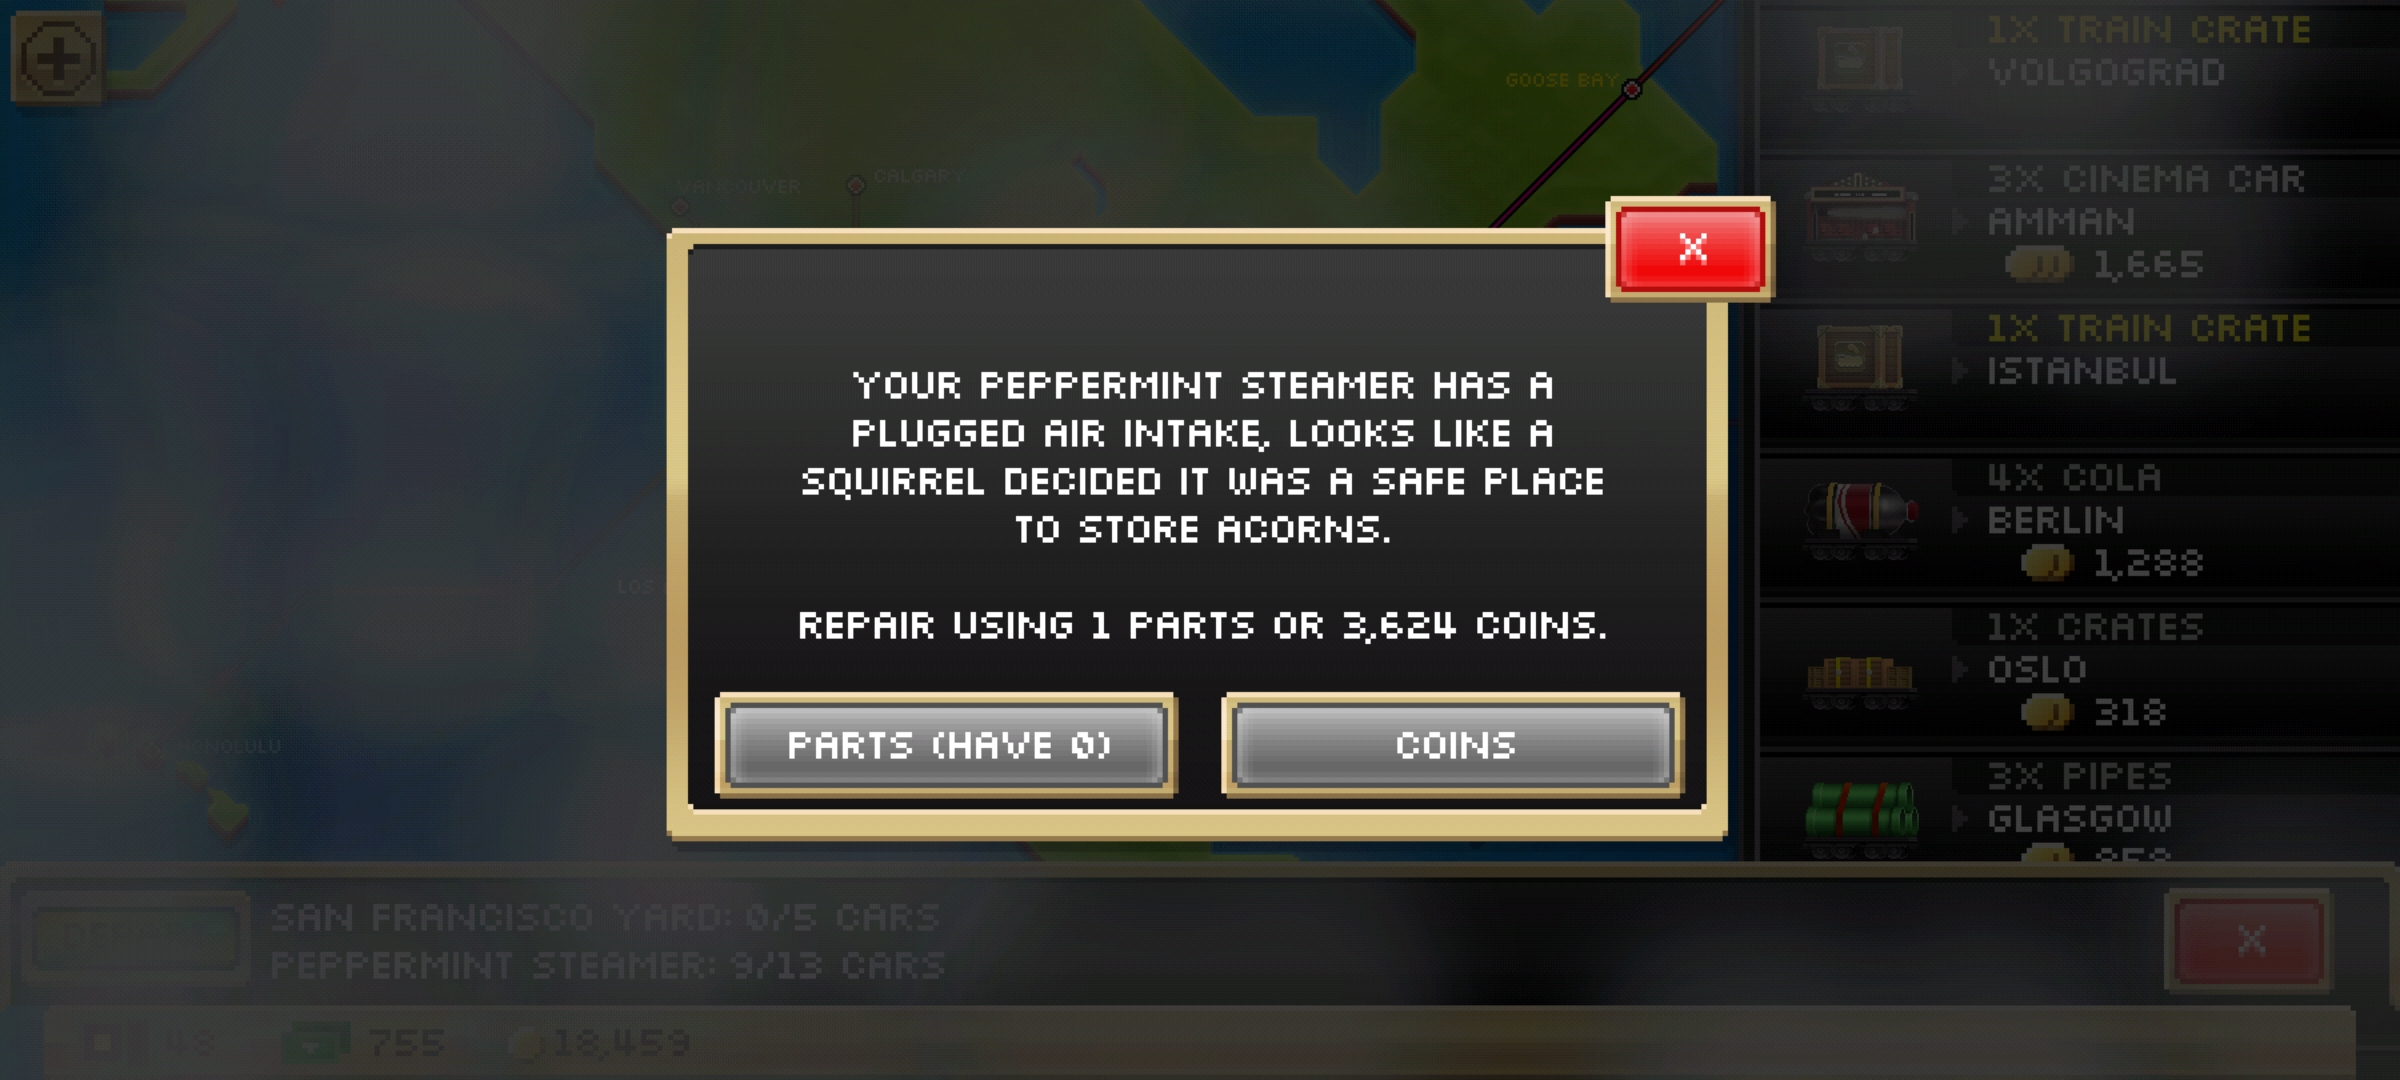 GOOSE BAY
VANCOUVER
CALGARY
LOS
HONOLULU
1X TRAIN CRATE
VOLGOGRAD
3X CINEMA CAR
AMMAN
1,665
1X TRAIN CRATE
ISTANBUL
4X COLA
BERLIN
1,288
1X CRATES
OSLO
318
3X PIPES
GLASGOW
X
YOUR PEPPERMINT STEAMER HAS A
PLUGGED AIR INTAKE, LOOKS LIKE A
SQUIRREL DECIDED IT WAS A SAFE PLACE
TO STORE ACORNS.
REPAIR USING 1 PARTS OR 3,624 COINS.
PARTS (HAVE 0)
COINS
SAN FRANCISCO YARD: 0/5 CARS
PEPPERMINT STEAMER: 9/13 CARS
X
48
755
18,459